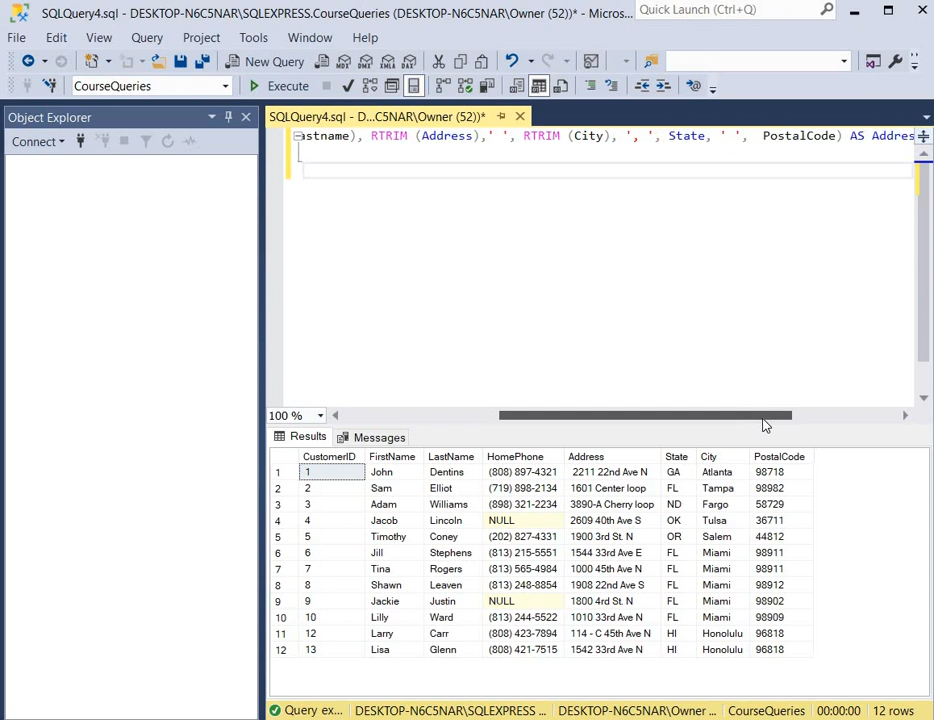 SQLQuery4.sql - DESKTOP-N6C5NAR\SQLEXPRESS.CourseQueries (DESKTOP-N6C5NAR\Owner (52))* - Micros...
Quick Launch (Ctrl+Q)
File Edit View Query Project Tools Window Help
New Query MDX DMX XMLA DAX
CourseQueries Execute
Object Explorer
SQLQuery4.sql - D...C5NAR\Owner (52))*
Connect
astname), RTRIM (Address),' ', RTRIM (City), ', ', State, ' ', PostalCode) AS Addres
100 %
Results Messages
CustomerID FirstName LastName HomePhone Address State City PostalCode
1 1 John Dentins (808) 897-4321 2211 22nd Ave N GA Atlanta 98718
2 2 Sam Elliot (719) 898-2134 1601 Center loop FL Tampa 98982
3 3 Adam Williams (898) 321-2234 3890-A Cherry loop ND Fargo 58729
4 4 Jacob Lincoln NULL 2609 40th Ave S OK Tulsa 36711
5 5 Timothy Coney (202) 827-4331 1900 3rd St. N OR Salem 44812
6 6 Jill Stephens (813) 215-5551 1544 33rd Ave E FL Miami 98911
7 7 Tina Rogers (813) 565-4984 1000 45th Ave N FL Miami 98911
8 8 Shawn Leaven (813) 248-8854 1908 22nd Ave S FL Miami 98912
9 9 Jackie Justin NULL 1800 4rd St. N FL Miami 98902
10 10 Lilly Ward (813) 244-5522 1010 33rd Ave N FL Miami 98909
11 12 Larry Carr (808) 423-7894 114 - C 45th Ave N HI Honolulu 96818
12 13 Lisa Glenn (808) 421-7515 1542 33rd Ave N HI Honolulu 96818
Query ex... DESKTOP-N6C5NAR\SQLEXPRESS ... DESKTOP-N6C5NAR\Owner ... CourseQueries 00:00:00 12 rows